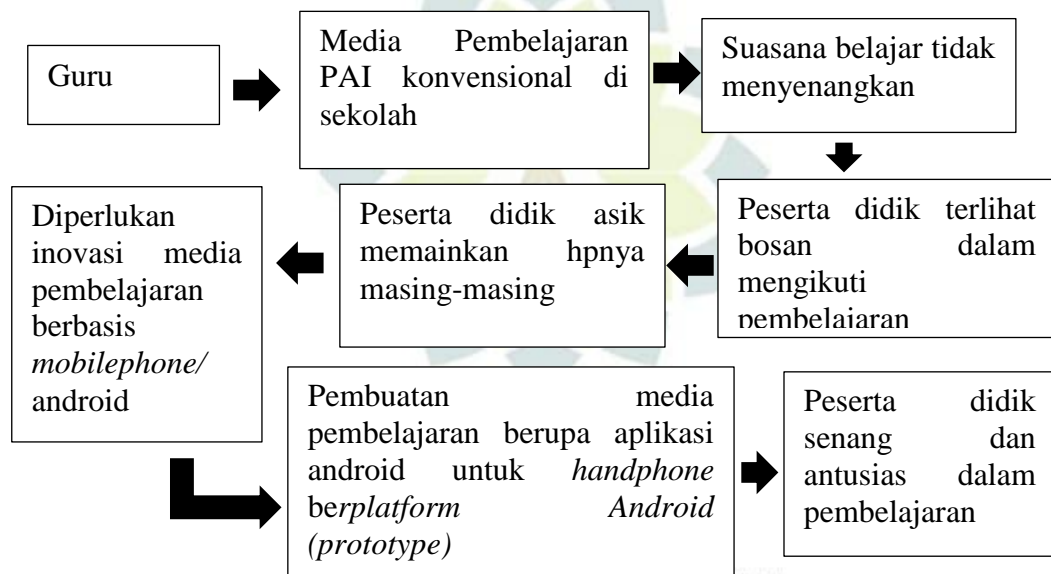 Guru
Media Pembelajaran
PAI konvensional di
sekolah
Suasana belajar tidak
menyenangkan
Peserta didik terlihat
bosan dalam
mengikuti
pembelajaran
Peserta didik asik
memainkan hpnya
masing-masing
Diperlukan
inovasi media
pembelajaran
berbasis
mobilephone/
android
Pembuatan media
pembelajaran berupa aplikasi
android untuk handphone
berplatform Android
(prototype)
Peserta didik
senang dan
antusias dalam
pembelajaran